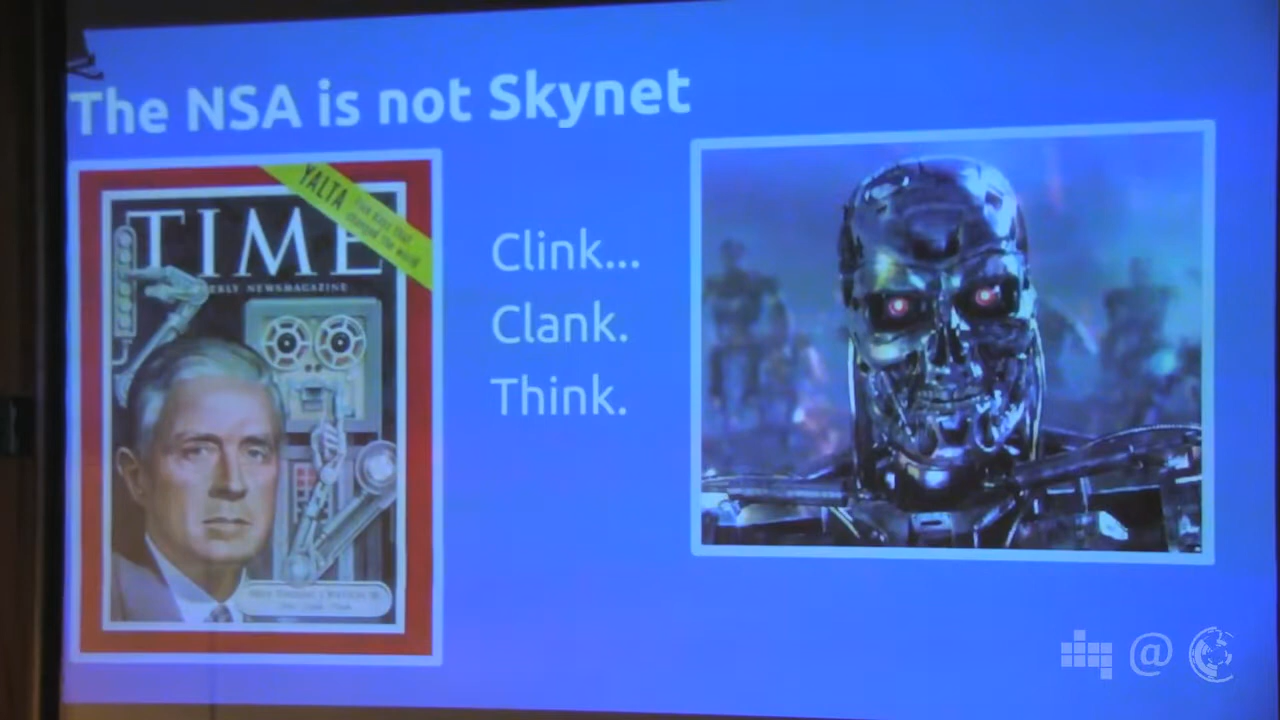 The NSA is not Skynet
YALTA
TIME
WEEKLY NEWSMAGAZINE
Clink...
Clank.
Think.
@